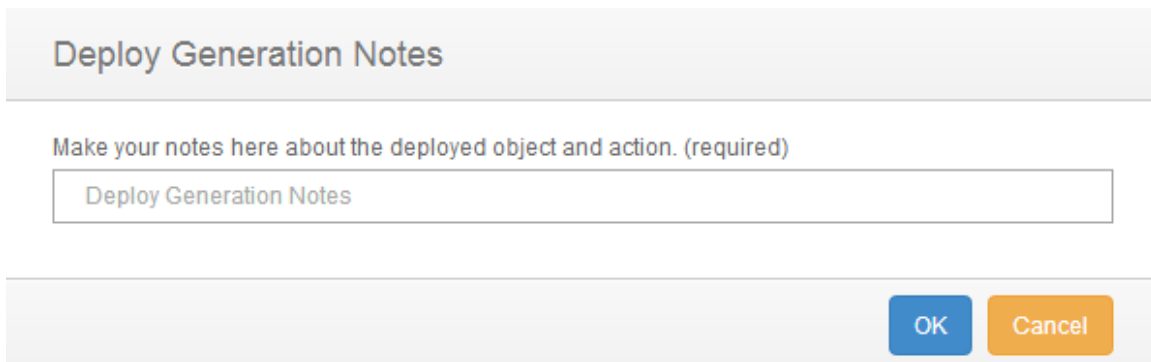 Deploy Generation Notes
Make your notes here about the deployed object and action. (required)
Deploy Generation Notes
OK Cancel